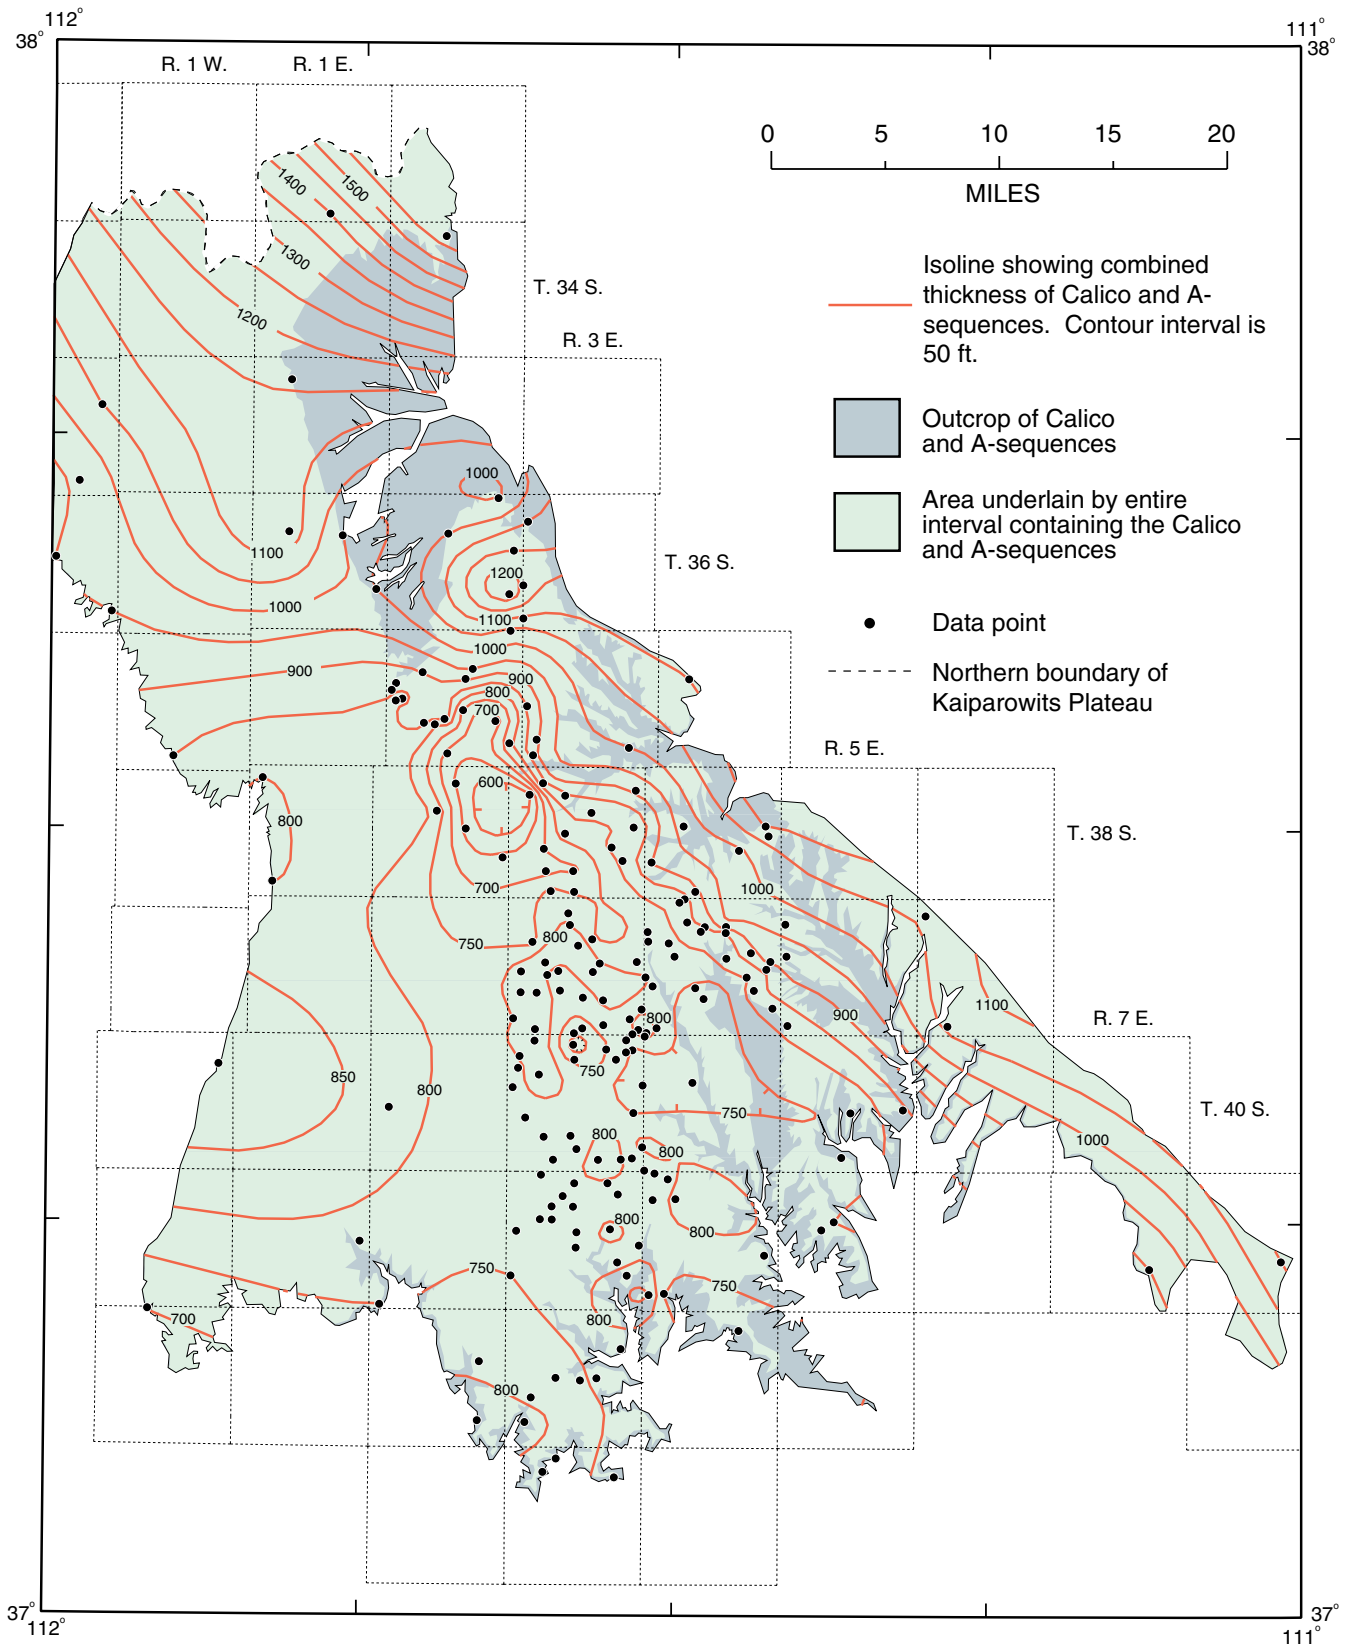 112°
111°
38°
38°
R. 1 W.
R. 1 E.
0 5 10 15 20
MILES
1400
1500
1300
1200
T. 34 S.
R. 3 E.
Isoline showing combined
thickness of Calico and A-
sequences. Contour interval is
50 ft.
Outcrop of Calico
and A-sequences
Area underlain by entire
interval containing the Calico
and A-sequences
1000
1100
1200
T. 36 S.
1000
1100
Data point
1000
Northern boundary of
Kaiparowits Plateau
900
900
800
700
R. 5 E.
600
800
T. 38 S.
700
1000
750
800
1100
900
800
R. 7 E.
750
850
800
750
T. 40 S.
800
800
1000
800
800
750
750
800
700
800
37°
37°
112°
111°